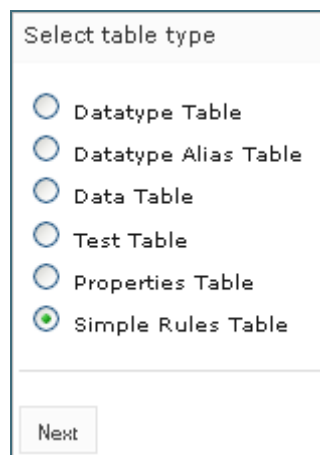 Select table type
Datatype Table
Datatype Alias Table
Data Table
Test Table
Properties Table
Simple Rules Table
Next